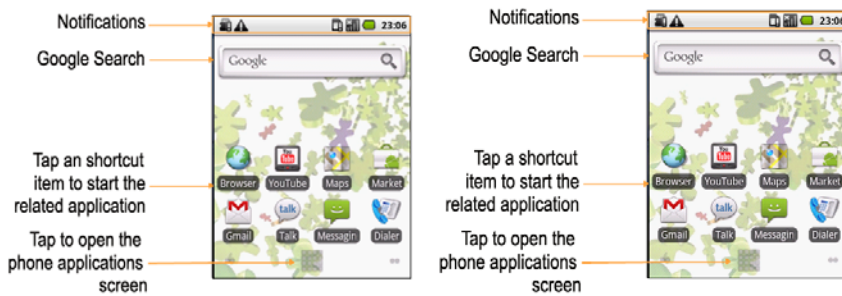 Notifications
23:06
Google Search
Google
Tap an shortcut
item to start the
related application
Browser YouTube Maps Market
Gmail Talk Messagin Dialer
Tap to open the
phone applications
screen
Notifications
23:06
Google Search
Google
Tap a shortcut
item to start the
related application
Browser YouTube Maps Market
Gmail Talk Messagin Dialer
Tap to open the
phone applications
screen